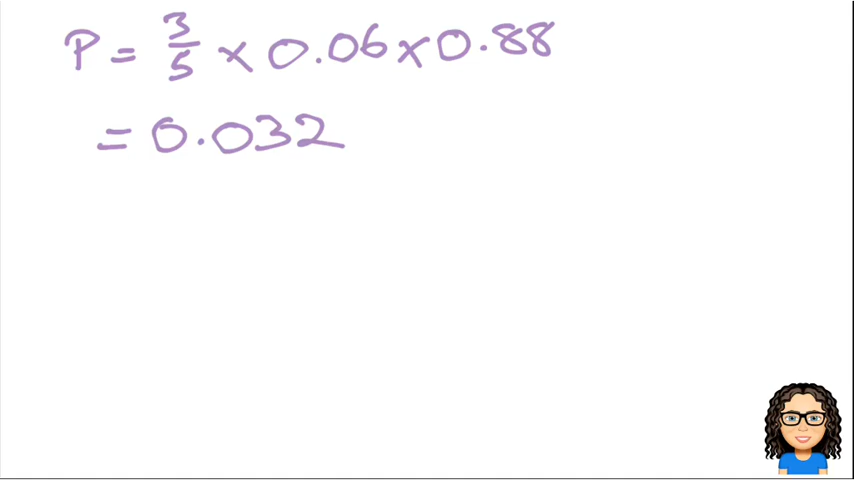 P = 3/5 × 0.06 × 0.88
= 0.032